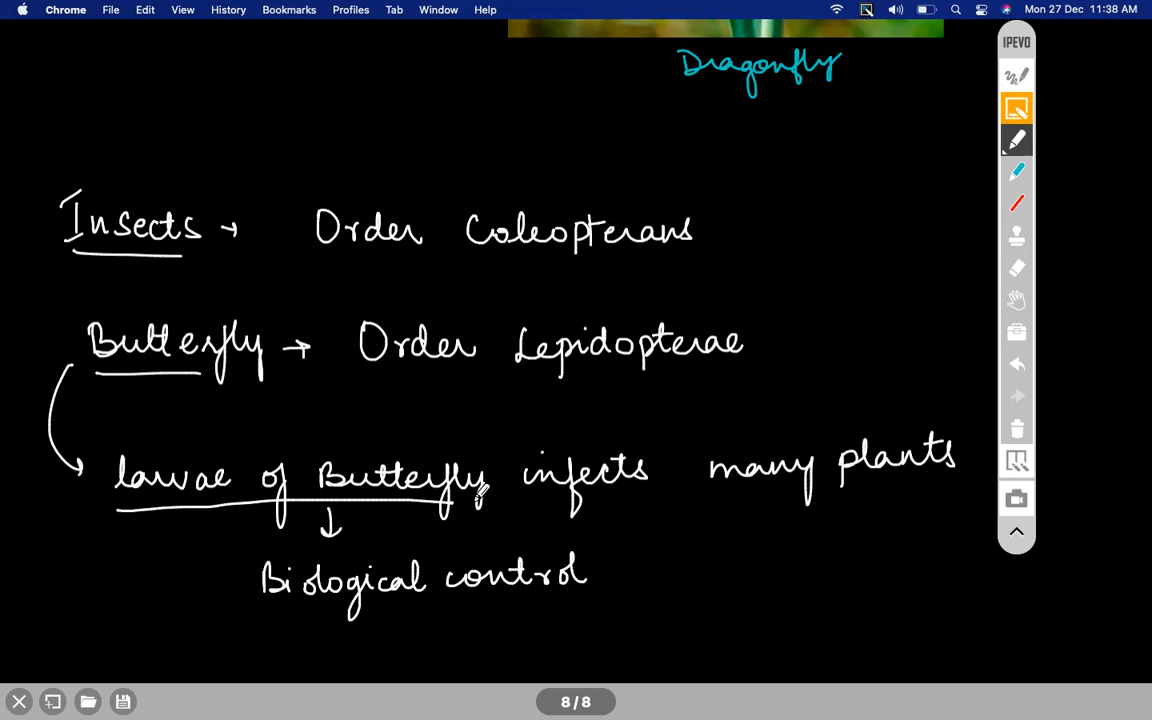 Chrome File Edit View History Bookmarks Profiles Tab Window Help Mon 27 Dec 11:38 AM
IPEVO
Dragonfly
Insects → Order Coleopterans
Butterfly → Order Lepidopterae
larvae of Butterfly infects many plants
↓
Biological control
8/8